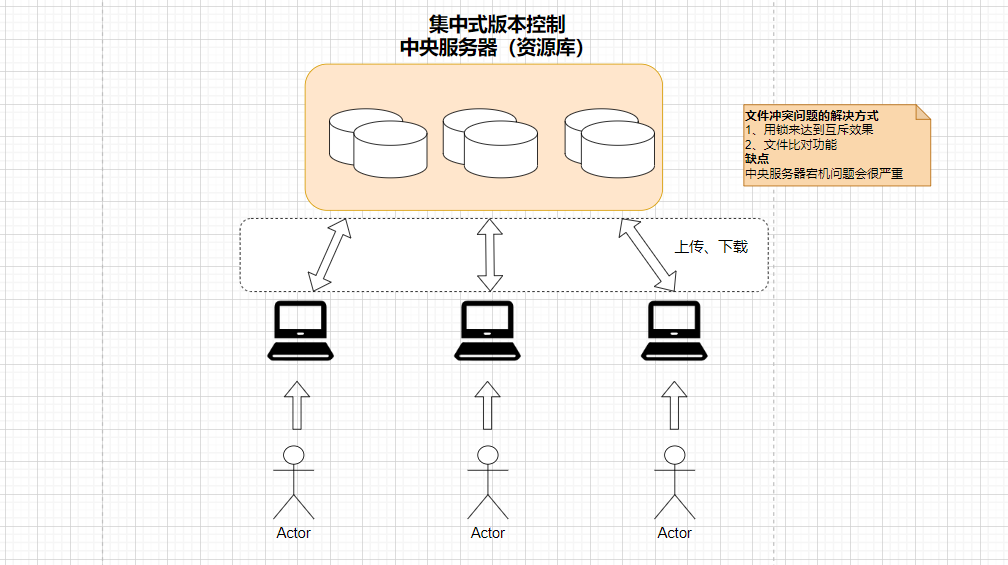 集中式版本控制
中央服务器（资源库）
文件冲突问题的解决方式
1、用锁来达到互斥效果
2、文件比对功能
缺点
中央服务器宕机问题会很严重
上传、下载
Actor
Actor
Actor